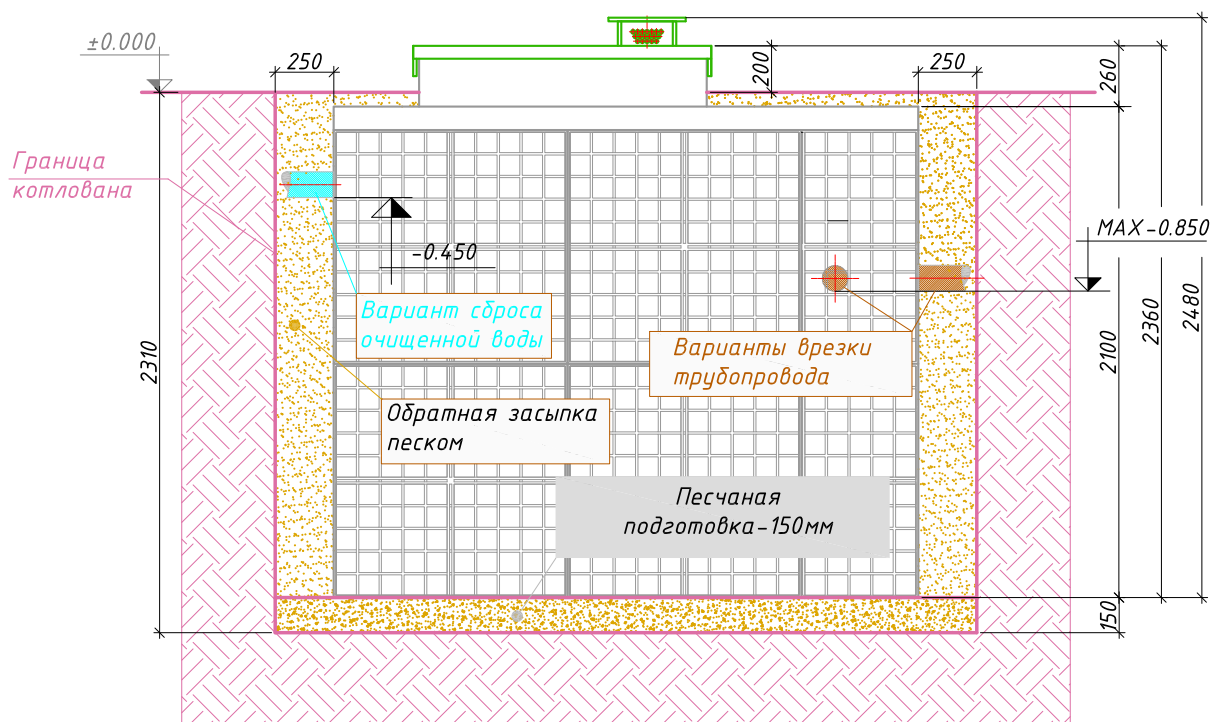 ±0.000
250
200
250
260
Граница
котлована
-0.450
MAX-0.850
Вариант сброса
очищенной воды
Варианты врезки
трубопровода
2310
2100
2360
2480
Обратная засыпка
песком
Песчаная
подготовка-150мм
150